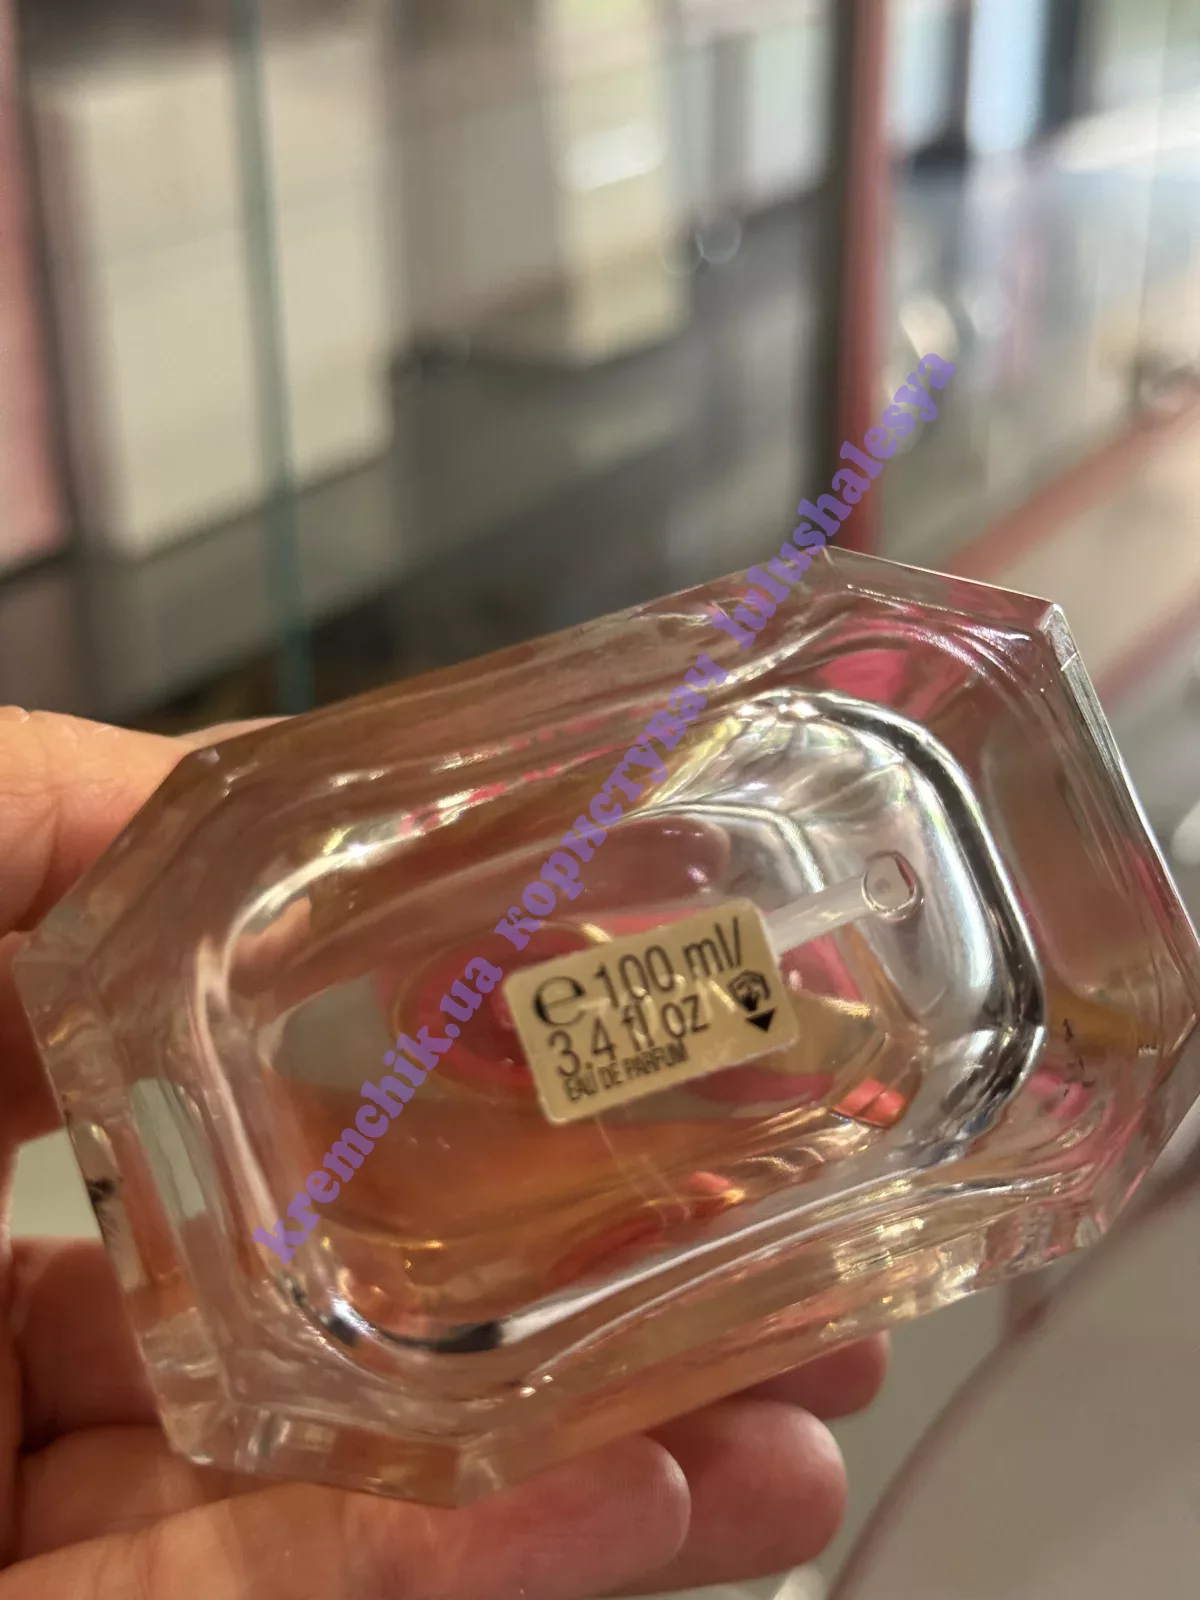 kremchik.ua користувач lulushalesya
℮ 100 ml/
3.4 fl oz
EAU DE PARFUM